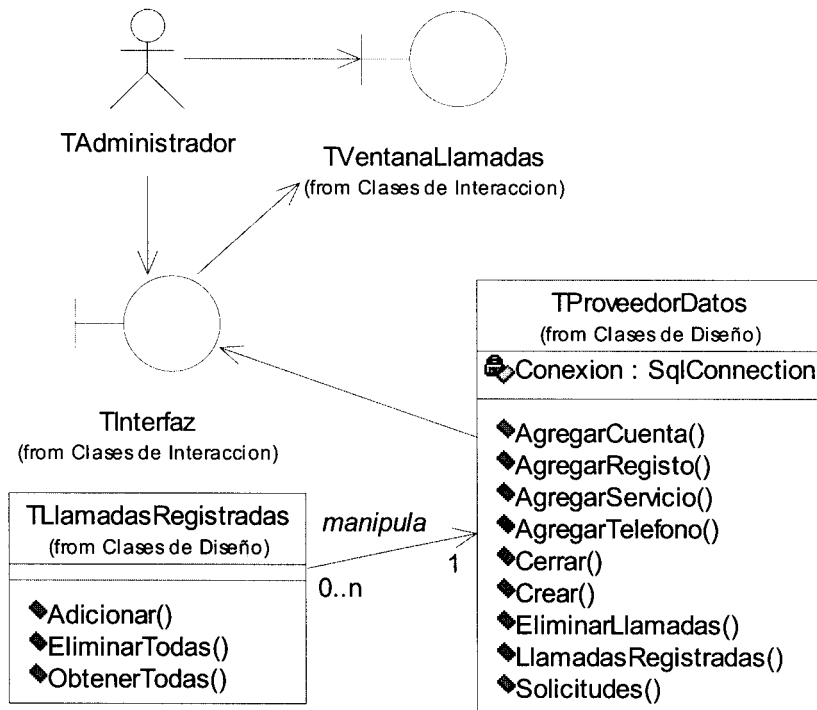 TAdministrador
TVentanaLlamadas
(from Clases de Interaccion)
TInterfaz
(from Clases de Interaccion)
TProveedorDatos
(from Clases de Diseño)
Conexion : SqlConnection
AgregarCuenta()
AgregarRegisto()
AgregarServicio()
AgregarTelefono()
Cerrar()
Crear()
EliminarLlamadas()
LlamadasRegistradas()
Solicitudes()
TLlamadasRegistradas
(from Clases de Diseño)
Adicionar()
EliminarTodas()
ObtenerTodas()
manipula
0..n
1